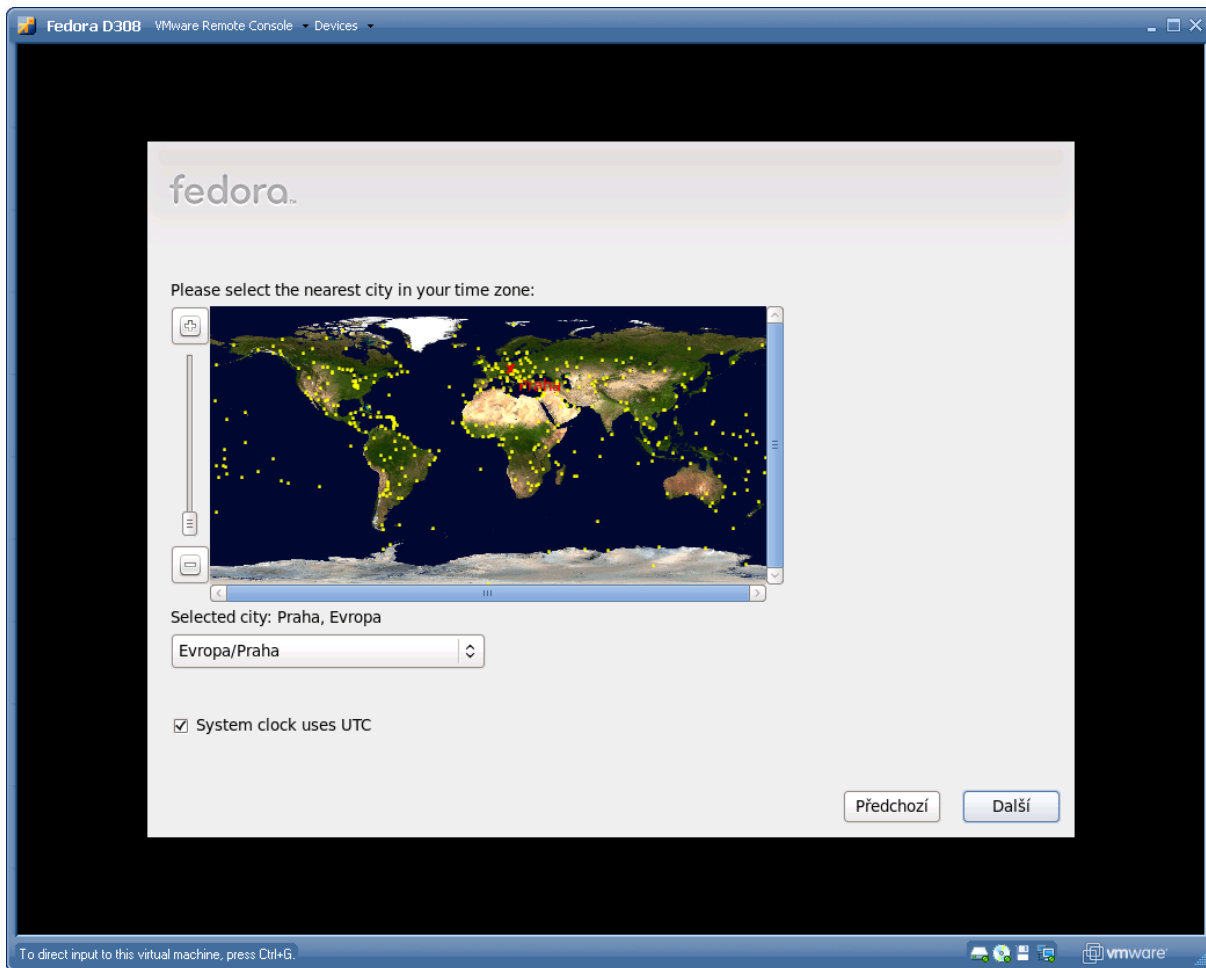 Fedora D308 VMware Remote Console Devices
fedora
Please select the nearest city in your time zone:
Praha
Selected city: Praha, Evropa
Evropa/Praha
System clock uses UTC
Předchozí Další
To direct input to this virtual machine, press Ctrl+G. vmware